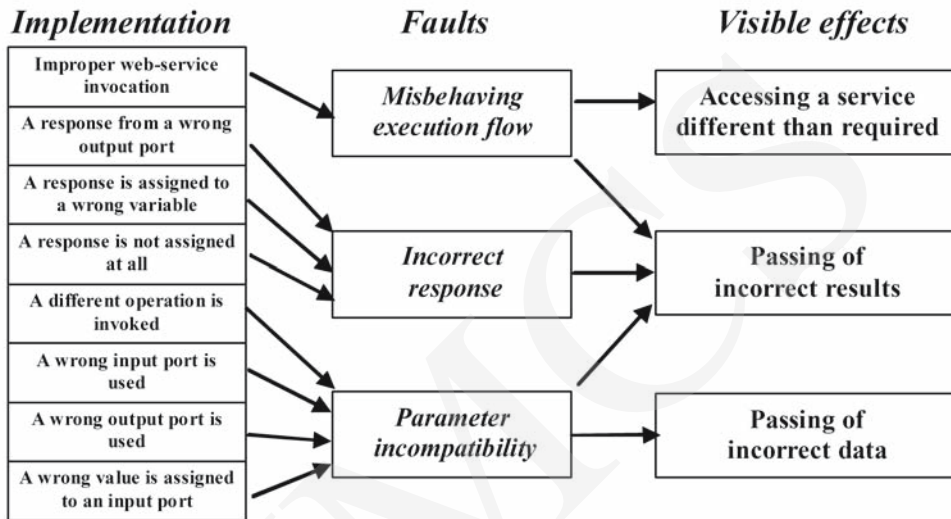 Implementation
Faults
Visible effects
Improper web-service
invocation
A response from a wrong
output port
A response is assigned to
a wrong variable
A response is not assigned
at all
A different operation is
invoked
A wrong input port is
used
A wrong output port is
used
A wrong value is assigned
to an input port
Misbehaving
execution flow
Incorrect
response
Parameter
incompatibility
Accessing a service
different than required
Passing of
incorrect results
Passing of
incorrect data